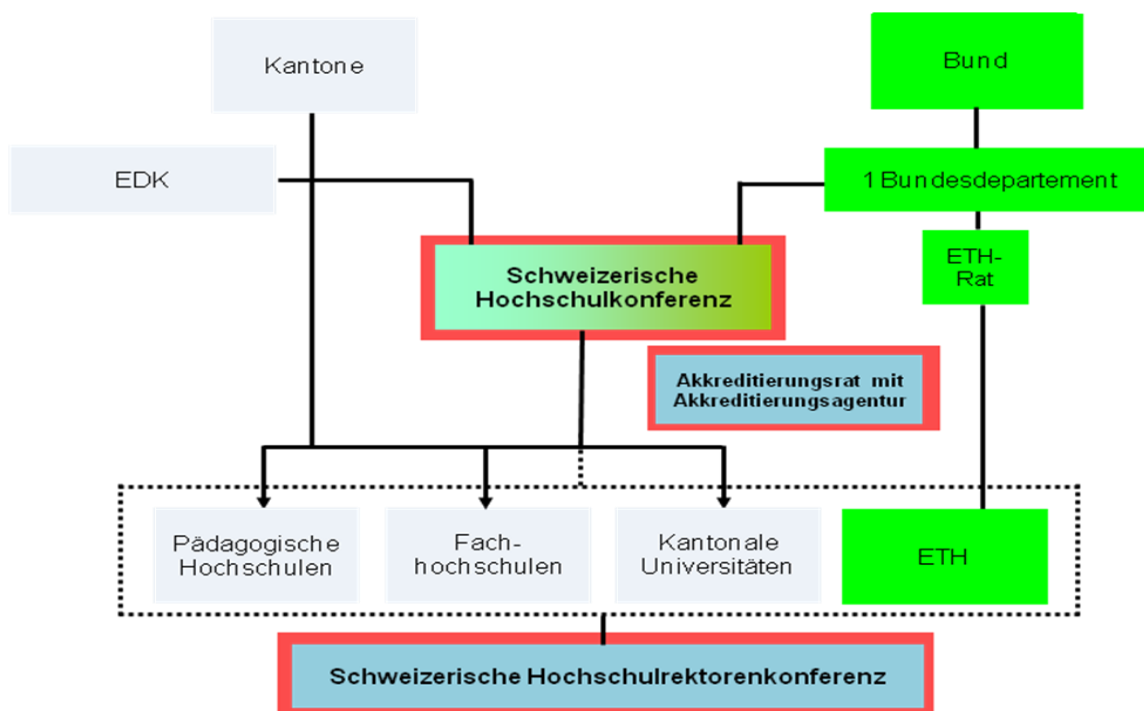 Kantone
Bund
EDK
1 Bundesdepartement
ETH-
Rat
Schweizerische
Hochschulkonferenz
Akkreditierungsrat mit
Akkreditierungsagentur
Pädagogische
Hochschulen
Fach-
hochschulen
Kantonale
Universitäten
ETH
Schweizerische Hochschulrektorenkonferenz